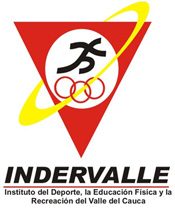 INDERVALLE
Instituto del Deporte, la Educación Física y la
Recreación del Valle del Cauca